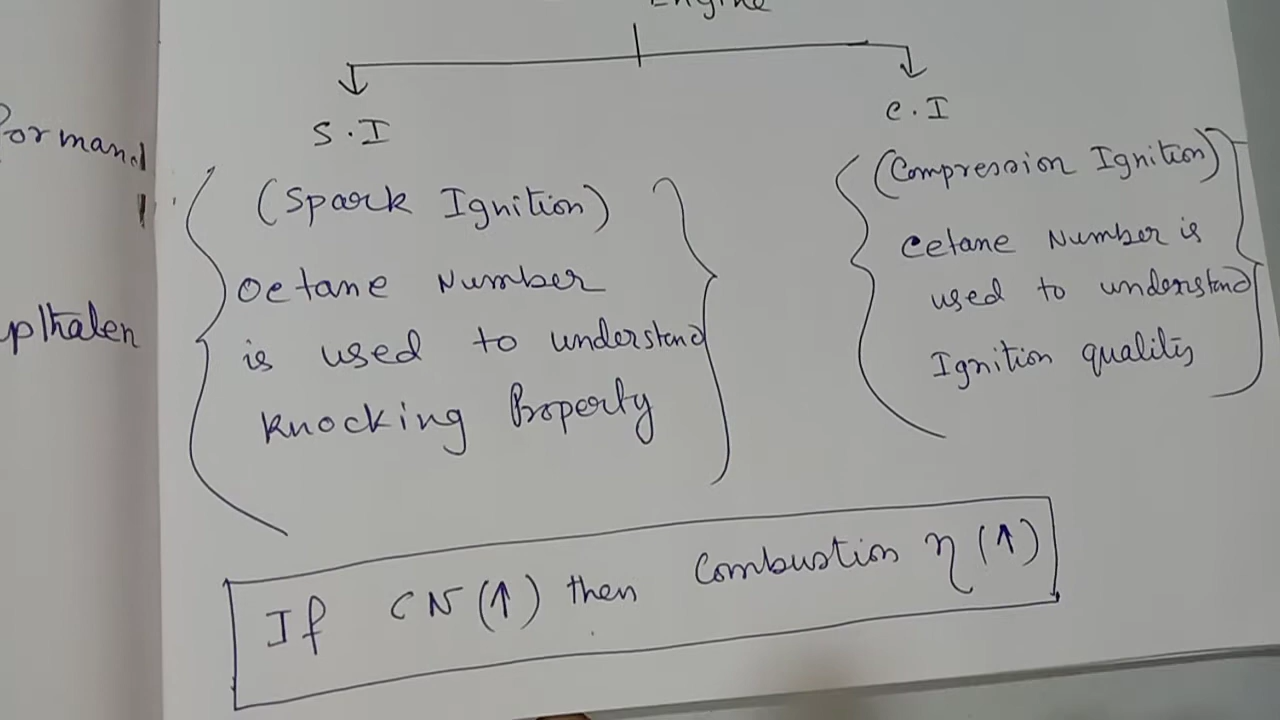 Engine
S.I
C.I
(Spark Ignition)
Octane Number
is used to understand
Knocking Property
(Compression Ignition)
Cetane Number is
used to understand
Ignition quality
If CN(↑) then Combustion η(↑)